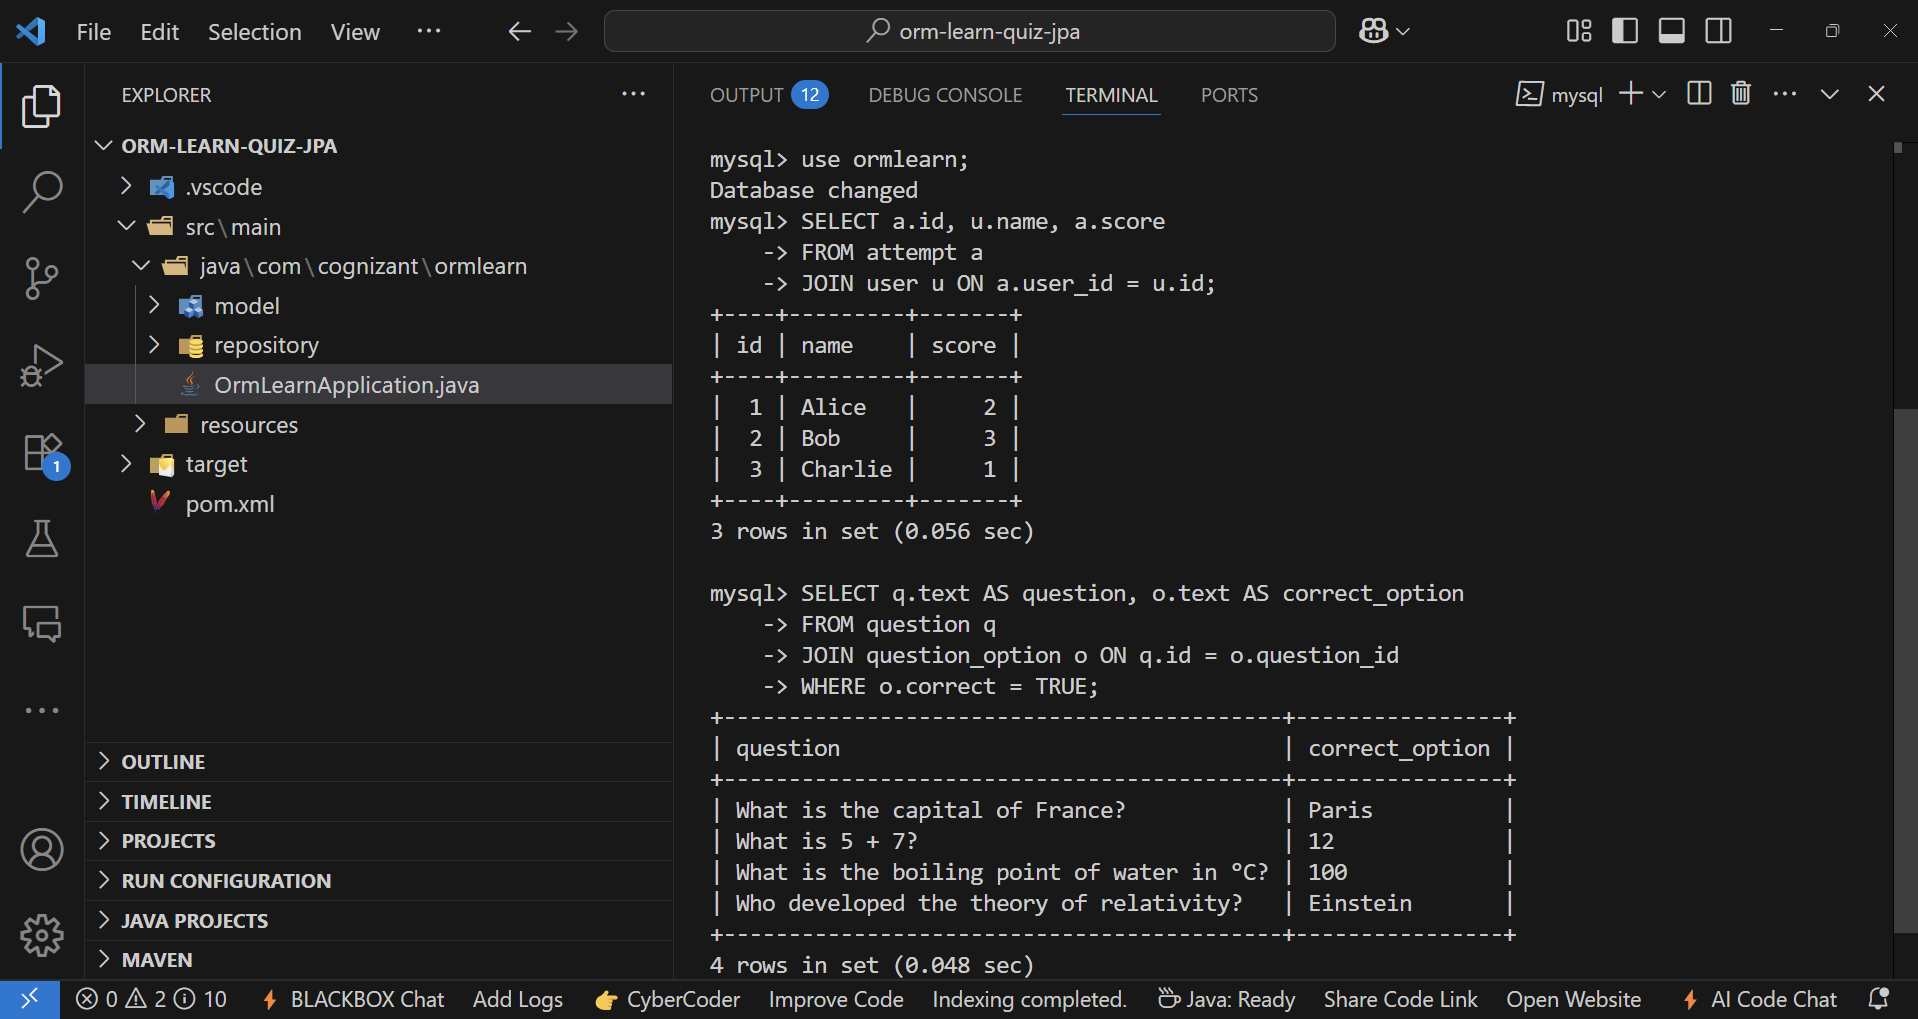 File Edit Selection View ···
orm-learn-quiz-jpa
EXPLORER
ORM-LEARN-QUIZ-JPA
.vscode
src\main
java\com\cognizant\ormlearn
model
repository
OrmLearnApplication.java
resources
target
pom.xml
OUTLINE
TIMELINE
PROJECTS
RUN CONFIGURATION
JAVA PROJECTS
MAVEN
1
OUTPUT 12 DEBUG CONSOLE TERMINAL PORTS
mysql
mysql> use ormlearn;
Database changed
mysql> SELECT a.id, u.name, a.score
    -> FROM attempt a
    -> JOIN user u ON a.user_id = u.id;
+----+---------+-------+
| id | name    | score |
+----+---------+-------+
|  1 | Alice   |     2 |
|  2 | Bob     |     3 |
|  3 | Charlie |     1 |
+----+---------+-------+
3 rows in set (0.056 sec)
mysql> SELECT q.text AS question, o.text AS correct_option
    -> FROM question q
    -> JOIN question_option o ON q.id = o.question_id
    -> WHERE o.correct = TRUE;
+-------------------------------------------+----------------+
| question                                  | correct_option |
+-------------------------------------------+----------------+
| What is the capital of France?            | Paris          |
| What is 5 + 7?                            | 12             |
| What is the boiling point of water in °C? | 100            |
| Who developed the theory of relativity?   | Einstein       |
+-------------------------------------------+----------------+
4 rows in set (0.048 sec)
0 2 10 BLACKBOX Chat Add Logs CyberCoder Improve Code Indexing completed. Java: Ready Share Code Link Open Website AI Code Chat